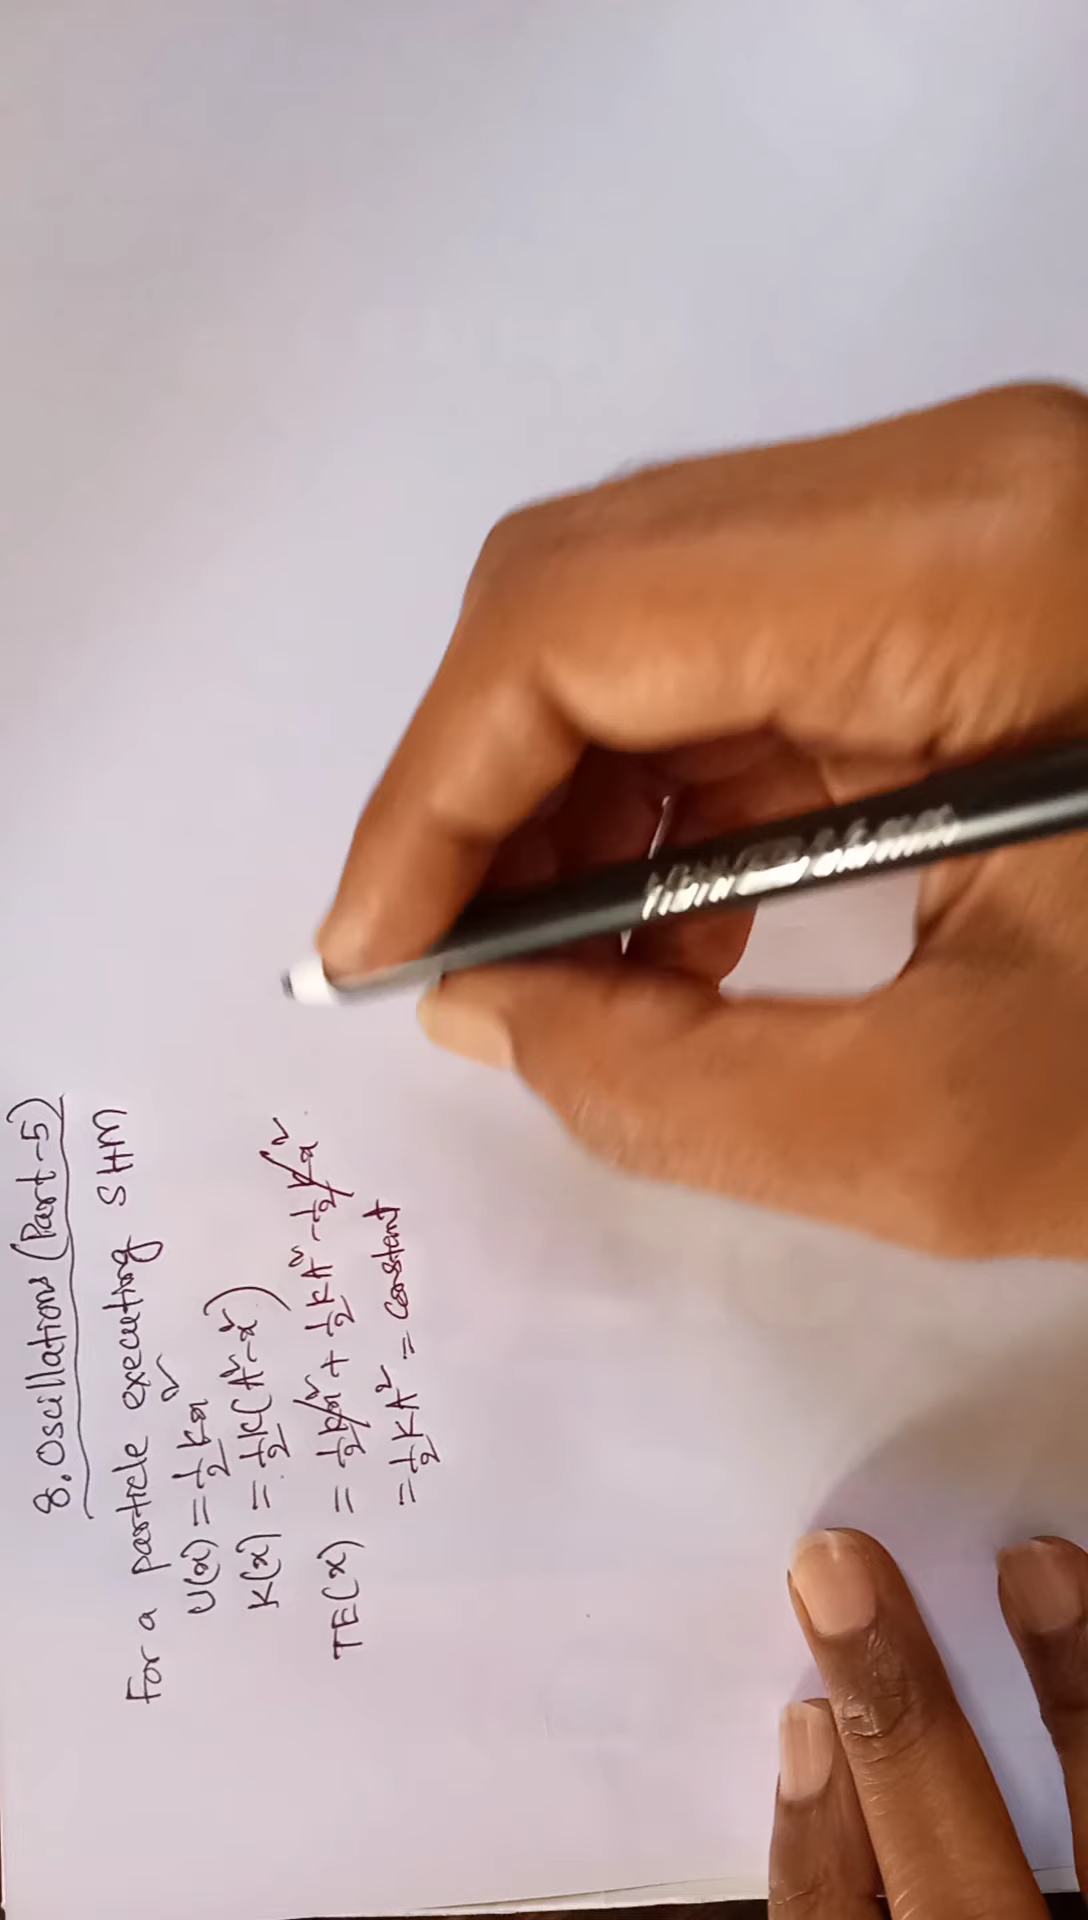 8. Oscillations (Part-5)
For a particle executing SHM
U(x) = 1/2 kx²
K(x) = 1/2 k(A²-x²)
TE(x) = 1/2 kx² + 1/2 kA² - 1/2 kx²
= 1/2 kA² = constant